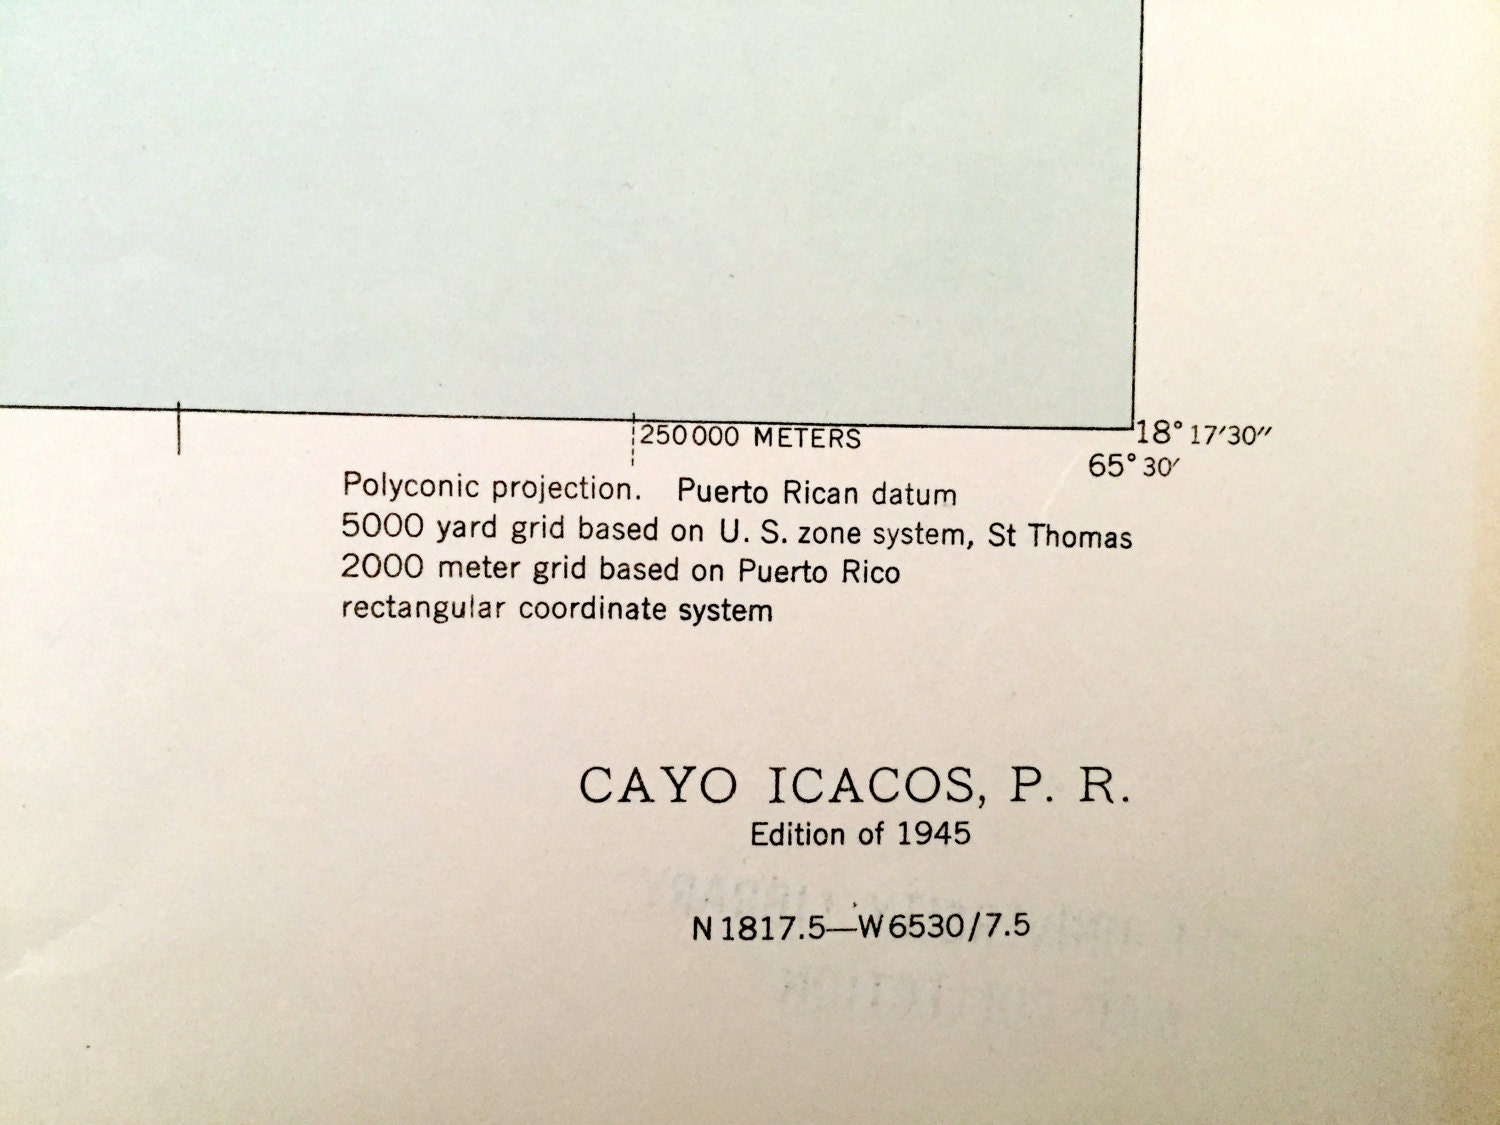 250000 METERS
18° 17′30″
65° 30′
Polyconic projection. Puerto Rican datum
5000 yard grid based on U. S. zone system, St Thomas
2000 meter grid based on Puerto Rico
rectangular coordinate system
CAYO ICACOS, P. R.
Edition of 1945
N1817.5—W6530/7.5